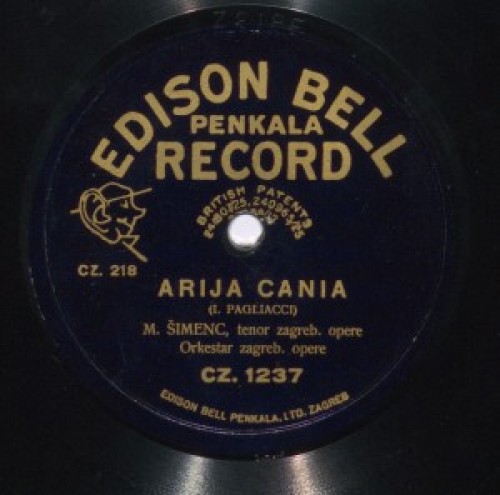 EDISON BELL
PENKALA
RECORD
BRITISH PATENTS
CZ. 218
ARIJA CANIA
(I. PAGLIACCI)
M. ŠIMENC, tenor zagreb. opere
Orkestar zagreb. opere
CZ. 1237
EDISON BELL PENKALA, LTD. ZAGREB